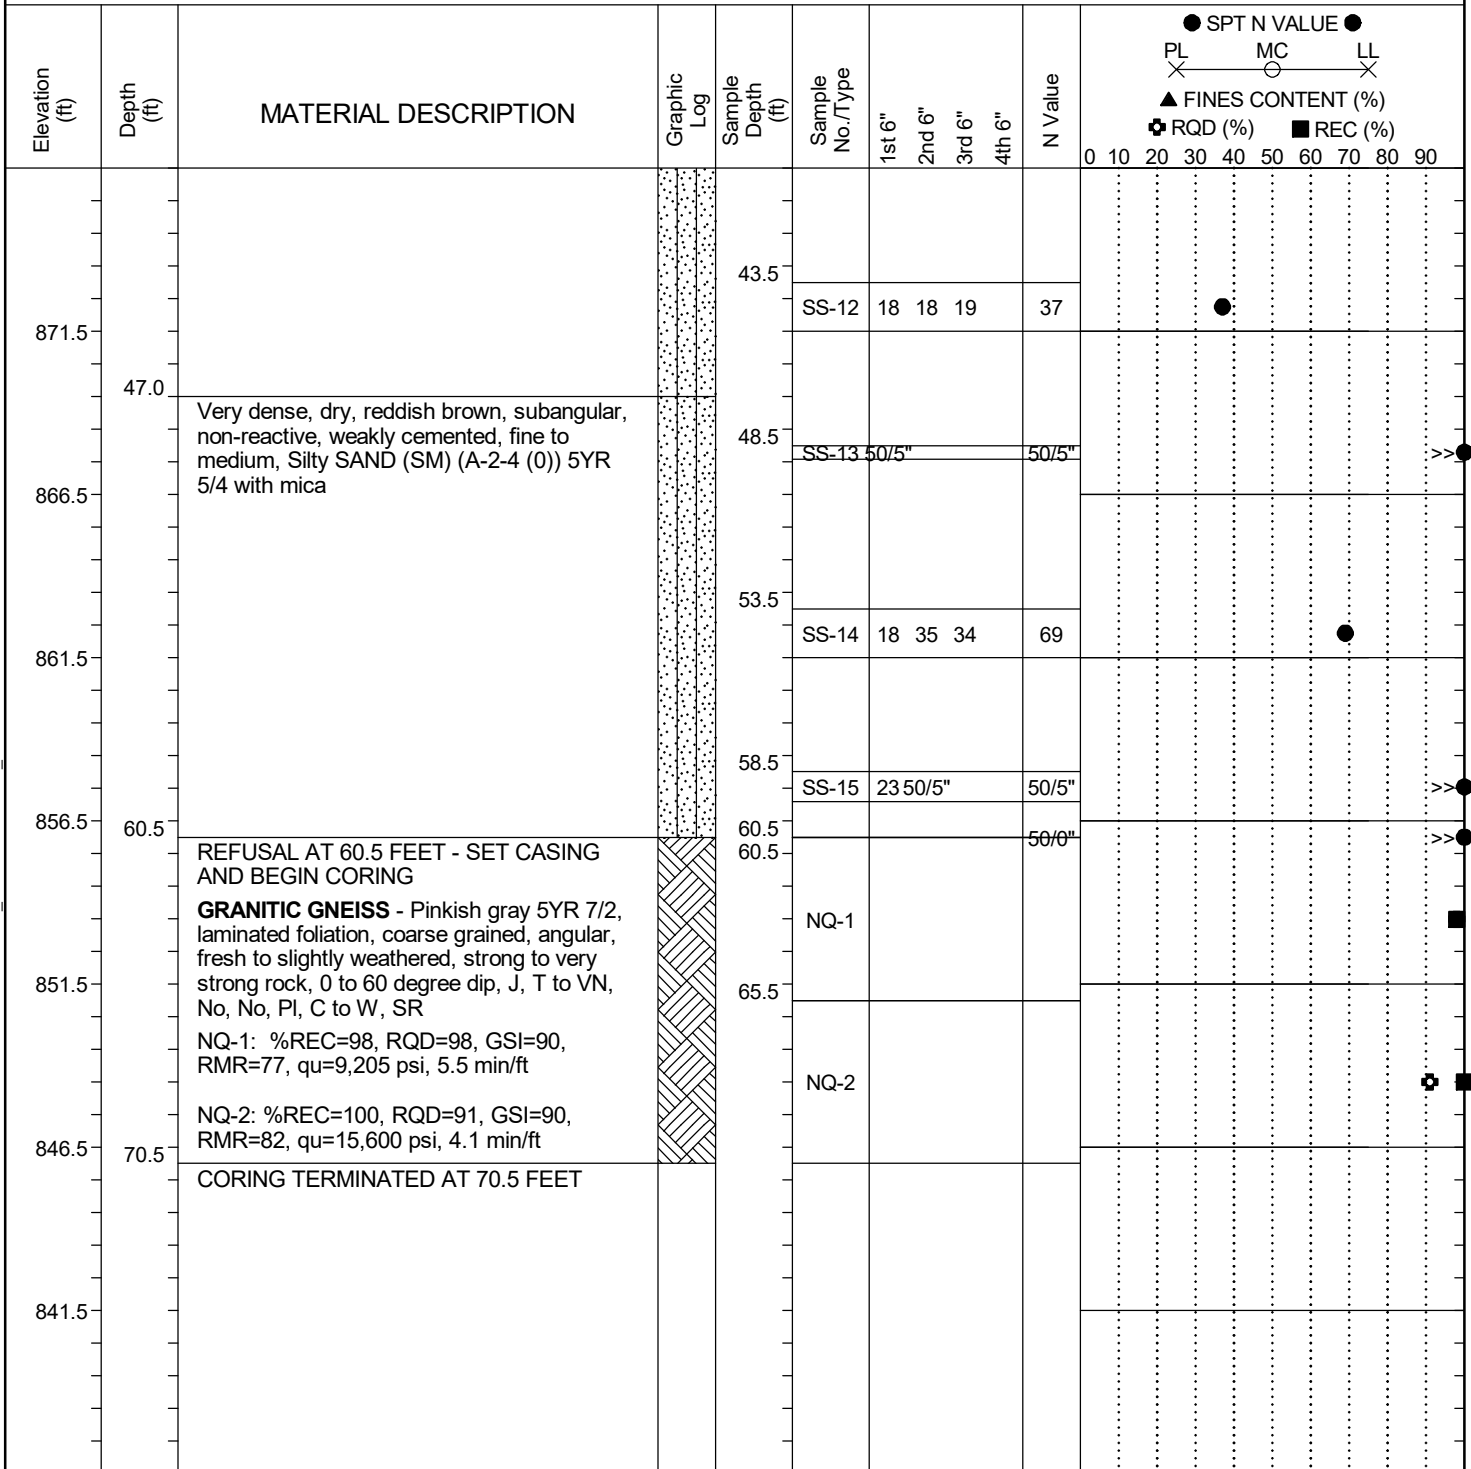 ● SPT N VALUE ●
PL MC LL
▲ FINES CONTENT (%)
RQD (%) ■ REC (%)
Elevation (ft)
Depth (ft)
MATERIAL DESCRIPTION
Graphic Log
Sample Depth (ft)
Sample No./Type
1st 6"
2nd 6"
3rd 6"
4th 6"
N Value
0 10 20 30 40 50 60 70 80 90
43.5
SS-12 18 18 19 37
871.5
47.0
Very dense, dry, reddish brown, subangular,
non-reactive, weakly cemented, fine to
medium, Silty SAND (SM) (A-2-4 (0)) 5YR
5/4 with mica
48.5
SS-13 50/5" 50/5" >>
866.5
53.5
SS-14 18 35 34 69
861.5
58.5
SS-15 23 50/5" 50/5" >>
856.5
60.5 60.5
50/0" >>
REFUSAL AT 60.5 FEET - SET CASING
AND BEGIN CORING
60.5
GRANITIC GNEISS - Pinkish gray 5YR 7/2,
laminated foliation, coarse grained, angular,
fresh to slightly weathered, strong to very
strong rock, 0 to 60 degree dip, J, T to VN,
No, No, Pl, C to W, SR
NQ-1
851.5
65.5
NQ-1: %REC=98, RQD=98, GSI=90,
RMR=77, qu=9,205 psi, 5.5 min/ft
NQ-2
NQ-2: %REC=100, RQD=91, GSI=90,
RMR=82, qu=15,600 psi, 4.1 min/ft
846.5
70.5
CORING TERMINATED AT 70.5 FEET
841.5